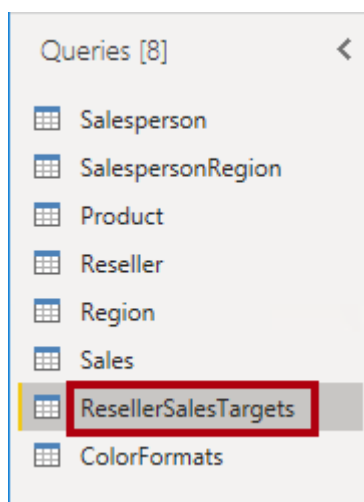 Queries [8]
Salesperson
SalespersonRegion
Product
Reseller
Region
Sales
ResellerSalesTargets
ColorFormats